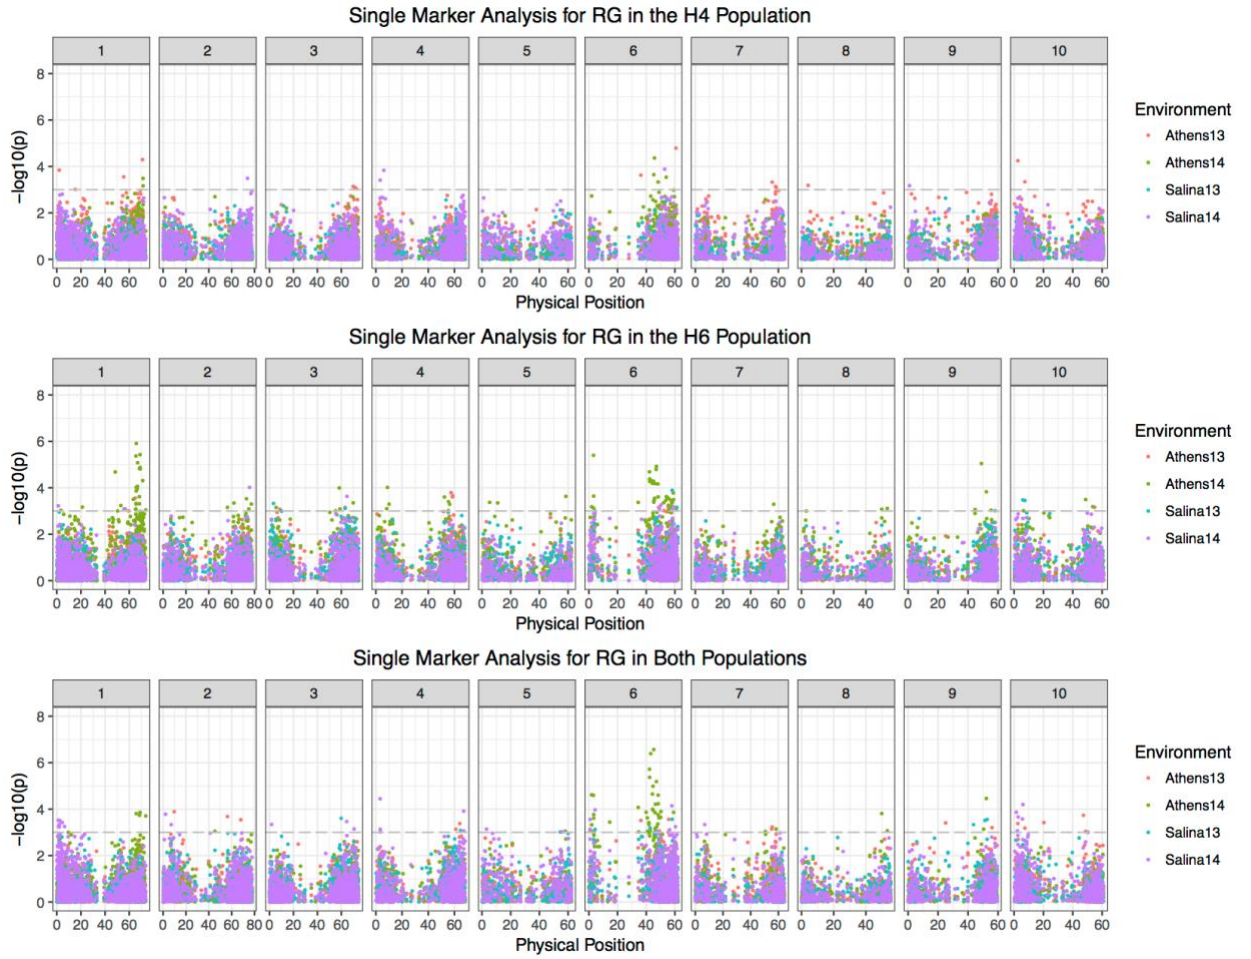 Single Marker Analysis for RG in the H4 Population
1 2 3 4 5 6 7 8 9 10
8
6
4
2
0
−log10(p)
0 20 40 60 0 20 40 60 80 0 20 40 60 0 20 40 60 0 20 40 60 0 20 40 60 0 20 40 60 0 20 40 0 20 40 60 0 20 40 60
Physical Position
Environment
Athens13
Athens14
Salina13
Salina14
Single Marker Analysis for RG in the H6 Population
1 2 3 4 5 6 7 8 9 10
8
6
4
2
0
−log10(p)
0 20 40 60 0 20 40 60 80 0 20 40 60 0 20 40 60 0 20 40 60 0 20 40 60 0 20 40 60 0 20 40 0 20 40 60 0 20 40 60
Physical Position
Environment
Athens13
Athens14
Salina13
Salina14
Single Marker Analysis for RG in Both Populations
1 2 3 4 5 6 7 8 9 10
8
6
4
2
0
−log10(p)
0 20 40 60 0 20 40 60 80 0 20 40 60 0 20 40 60 0 20 40 60 0 20 40 60 0 20 40 60 0 20 40 0 20 40 60 0 20 40 60
Physical Position
Environment
Athens13
Athens14
Salina13
Salina14